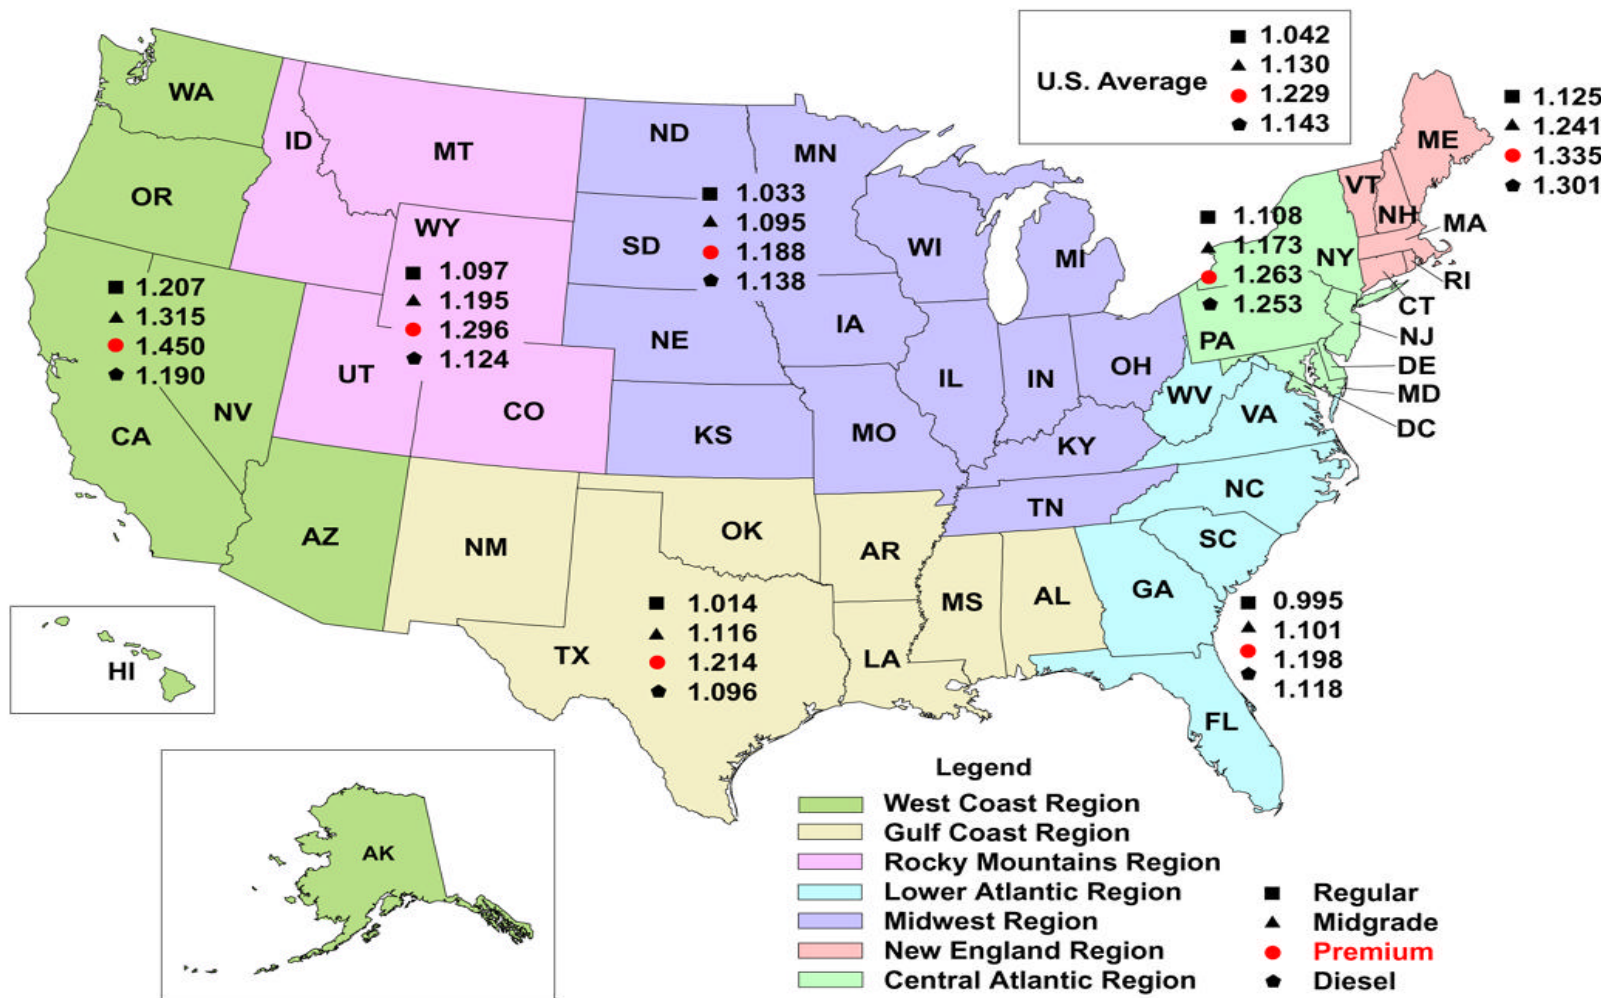 U.S. Average
1.042
1.130
1.229
1.143
1.125
1.241
1.335
1.301
WA
OR
ID
MT
WY
ND
MN
SD
WI
MI
ME
VT
NH
MA
NY
RI
CT
NJ
PA
DE
MD
DC
1.033
1.095
1.188
1.138
1.108
1.173
1.263
1.253
1.097
1.195
1.296
1.124
1.207
1.315
1.450
1.190
CA
NV
UT
CO
NE
IA
KS
MO
IL
IN
OH
KY
WV
VA
TN
NC
SC
GA
FL
AZ
NM
OK
AR
TX
LA
MS
AL
1.014
1.116
1.214
1.096
0.995
1.101
1.198
1.118
HI
AK
Legend
West Coast Region
Gulf Coast Region
Rocky Mountains Region
Lower Atlantic Region
Midwest Region
New England Region
Central Atlantic Region
Regular
Midgrade
Premium
Diesel